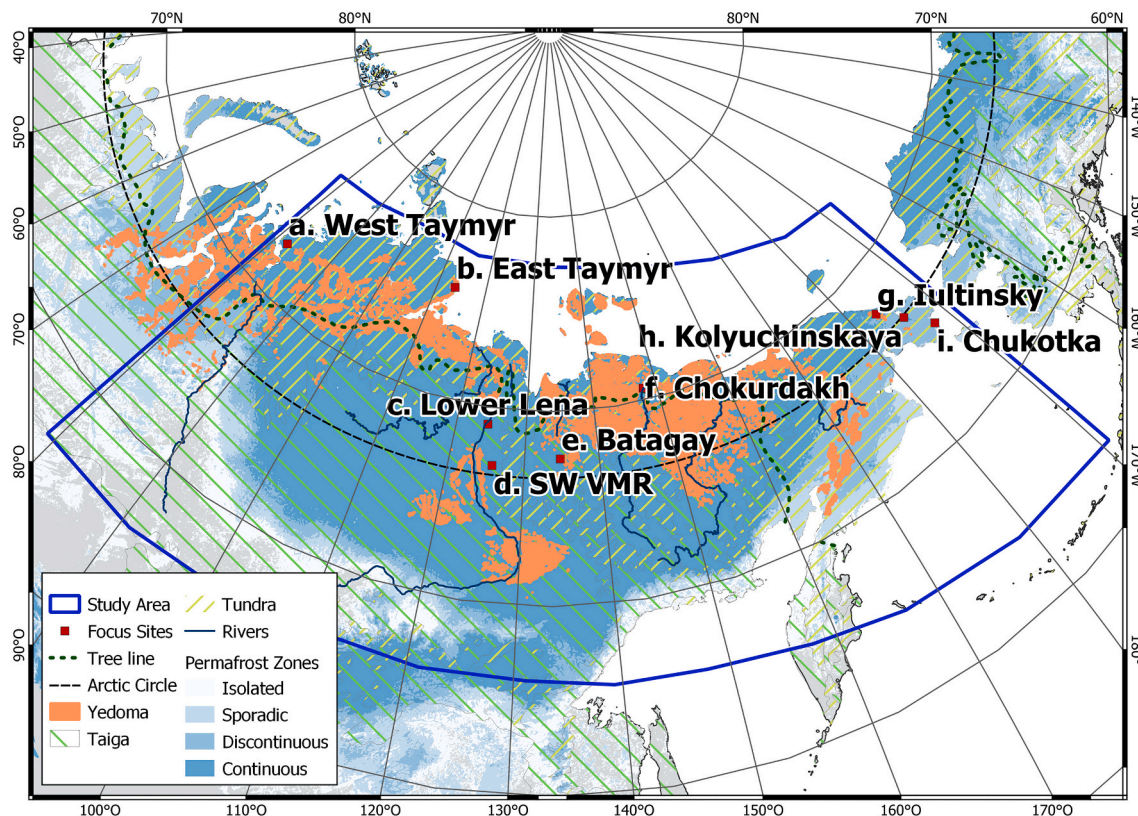 70°N 80°N 80°N 70°N 60°N
40°O
50°O
60°O
70°O
80°O
90°O
140°W
150°W
160°W
170°W
180°
a. West Taymyr
b. East Taymyr
g. Iultinsky
h. Kolyuchinskaya
i. Chukotka
f. Chokurdakh
c. Lower Lena
e. Batagay
d. SW VMR
Study Area
Focus Sites
Tree line
Arctic Circle
Yedoma
Taiga
Tundra
Rivers
Permafrost Zones
Isolated
Sporadic
Discontinuous
Continuous
100°O 110°O 120°O 130°O 140°O 150°O 160°O 170°O